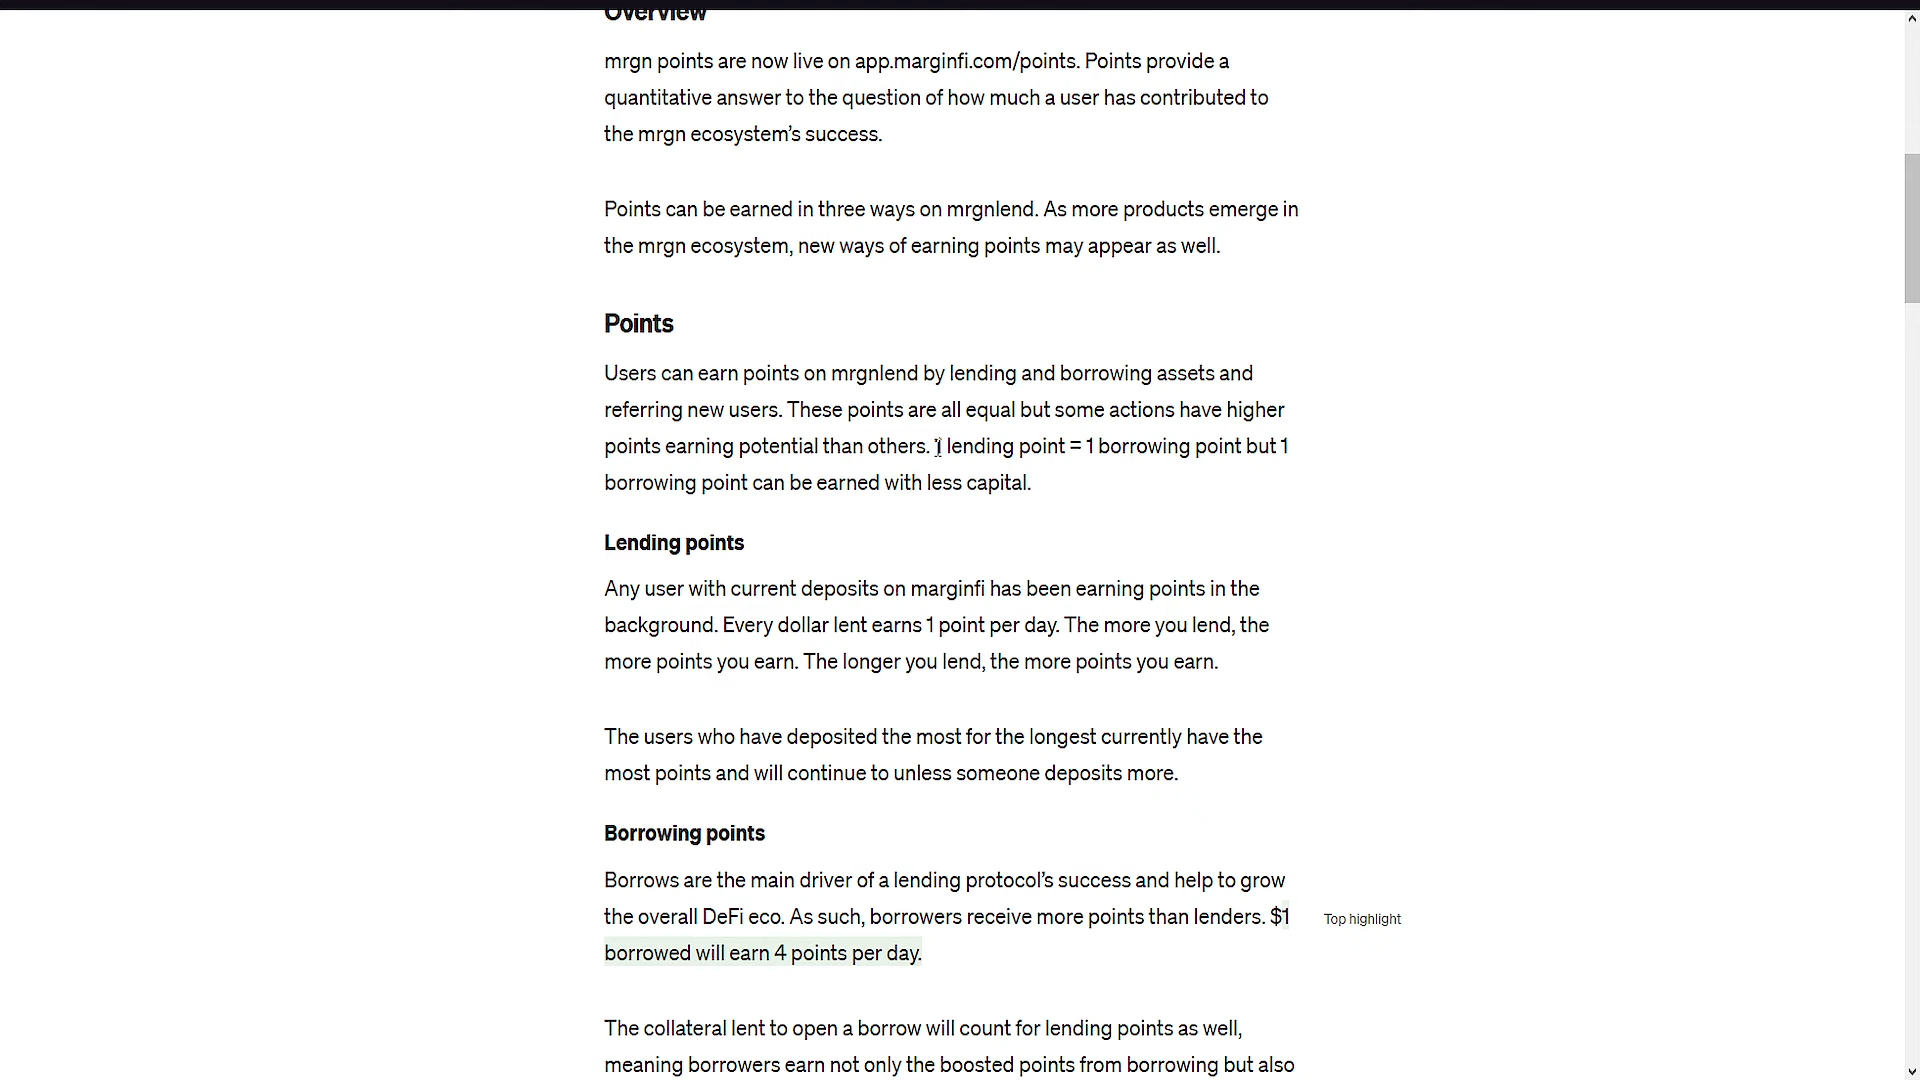 Overview
mrgn points are now live on app.marginfi.com/points. Points provide a
quantitative answer to the question of how much a user has contributed to
the mrgn ecosystem’s success.
Points can be earned in three ways on mrgnlend. As more products emerge in
the mrgn ecosystem, new ways of earning points may appear as well.
Points
Users can earn points on mrgnlend by lending and borrowing assets and
referring new users. These points are all equal but some actions have higher
points earning potential than others. 1 lending point = 1 borrowing point but 1
borrowing point can be earned with less capital.
Lending points
Any user with current deposits on marginfi has been earning points in the
background. Every dollar lent earns 1 point per day. The more you lend, the
more points you earn. The longer you lend, the more points you earn.
The users who have deposited the most for the longest currently have the
most points and will continue to unless someone deposits more.
Borrowing points
Borrows are the main driver of a lending protocol’s success and help to grow
the overall DeFi eco. As such, borrowers receive more points than lenders. $1
Top highlight
borrowed will earn 4 points per day.
The collateral lent to open a borrow will count for lending points as well,
meaning borrowers earn not only the boosted points from borrowing but also